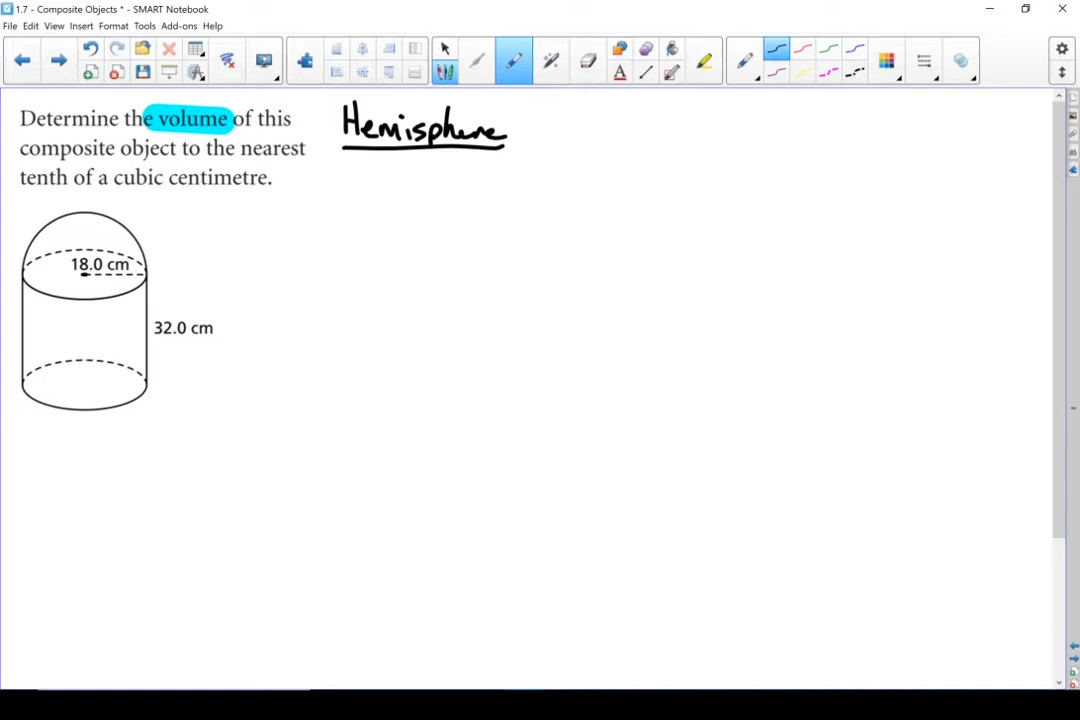 1.7 - Composite Objects * - SMART Notebook
File Edit View Insert Format Tools Add-ons Help
Determine the volume of this
composite object to the nearest
tenth of a cubic centimetre.
Hemisphere
18.0 cm
32.0 cm